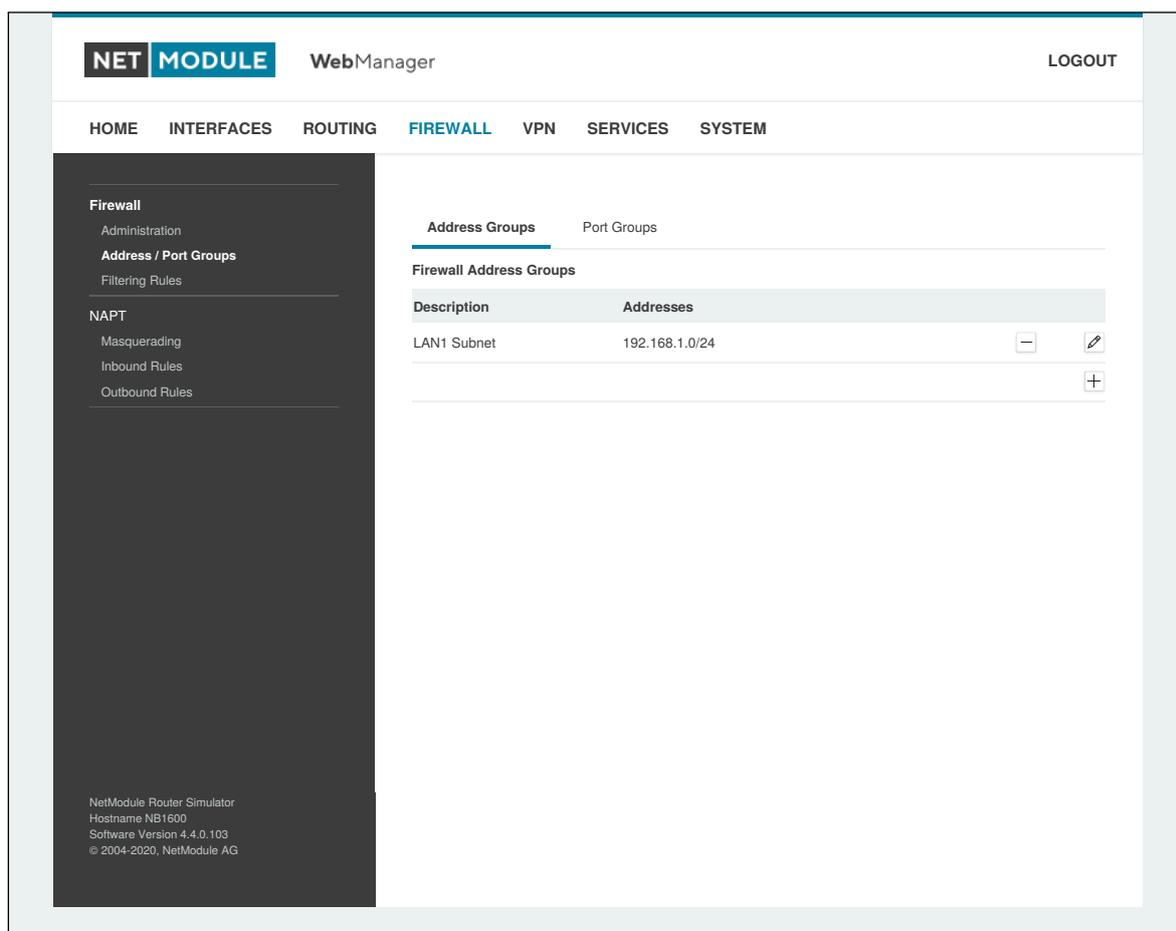 NET MODULE WebManager LOGOUT
HOME INTERFACES ROUTING FIREWALL VPN SERVICES SYSTEM
Firewall
Administration
Address / Port Groups
Filtering Rules
NAPT
Masquerading
Inbound Rules
Outbound Rules
Address Groups Port Groups
Firewall Address Groups
Description Addresses
LAN1 Subnet 192.168.1.0/24
NetModule Router Simulator
Hostname NB1600
Software Version 4.4.0.103
© 2004-2020, NetModule AG